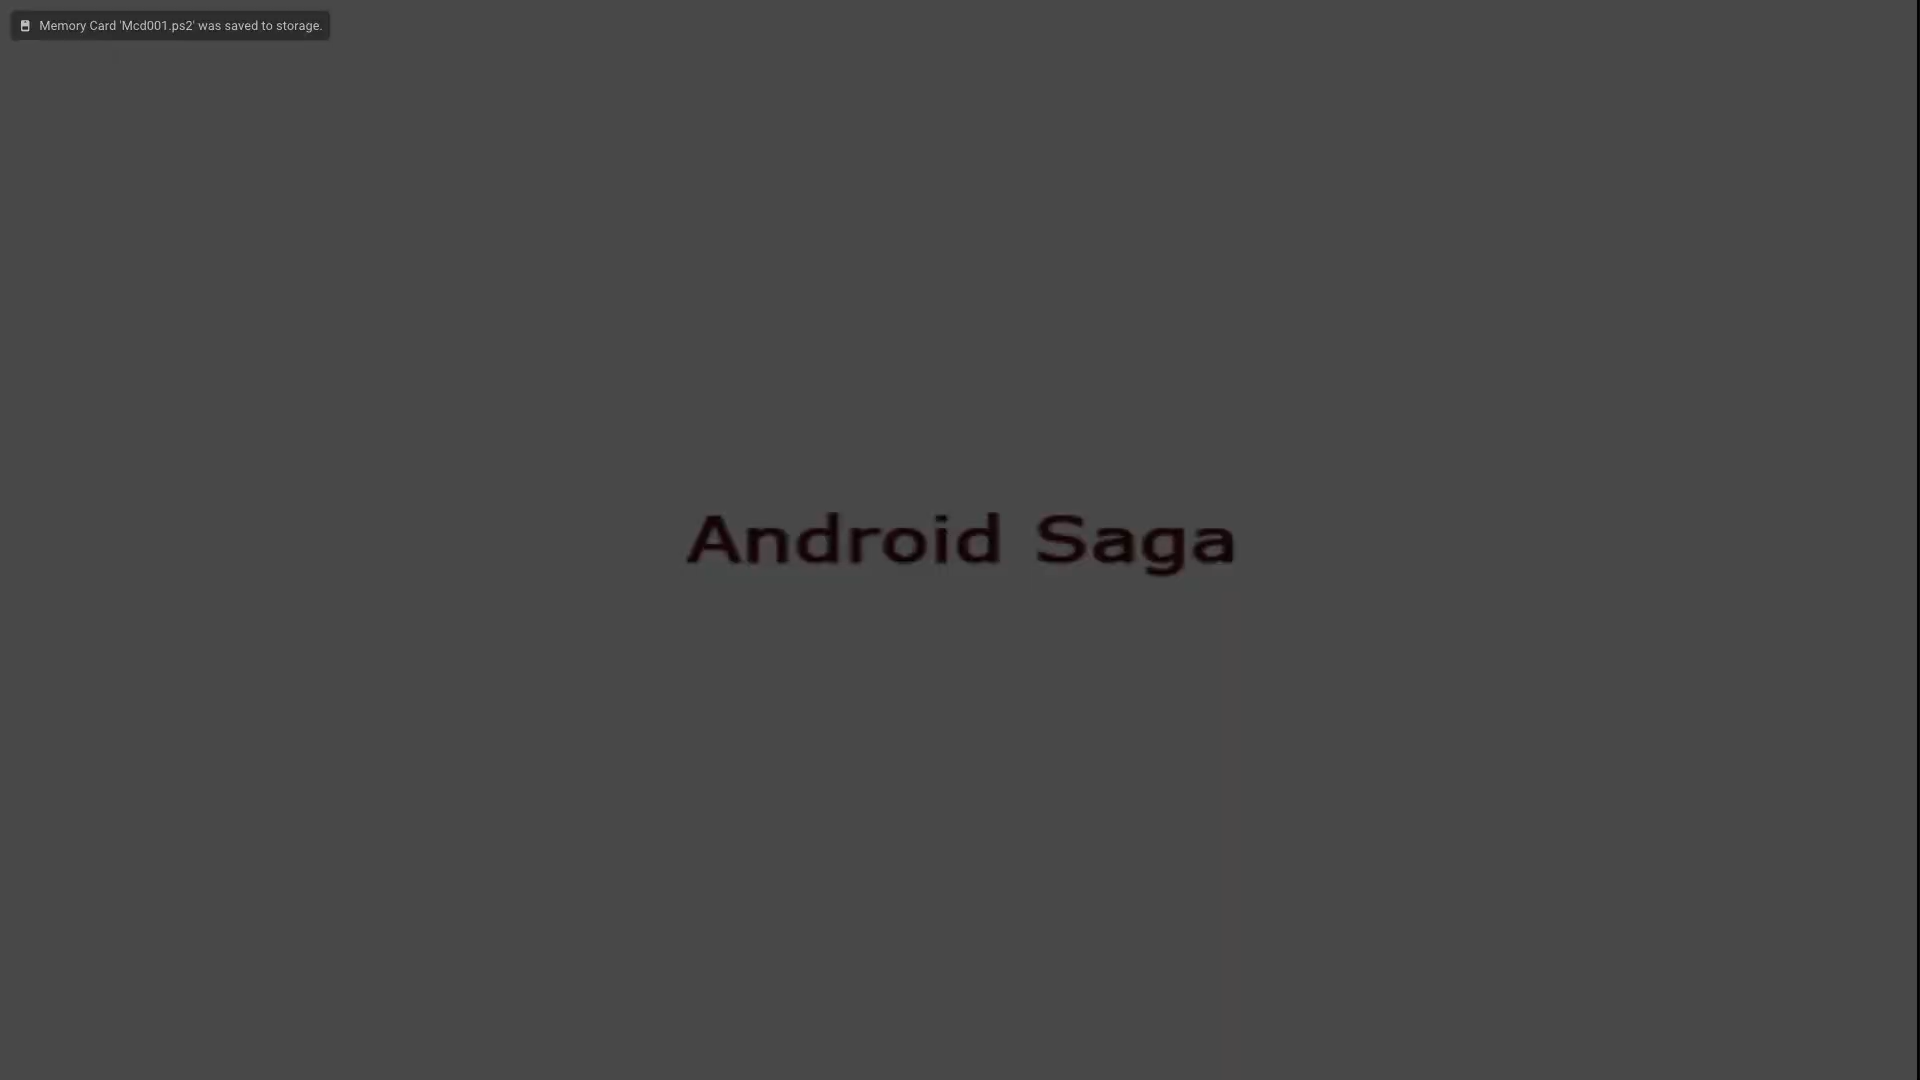 Memory Card 'Mcd001.ps2' was saved to storage.
Android Saga